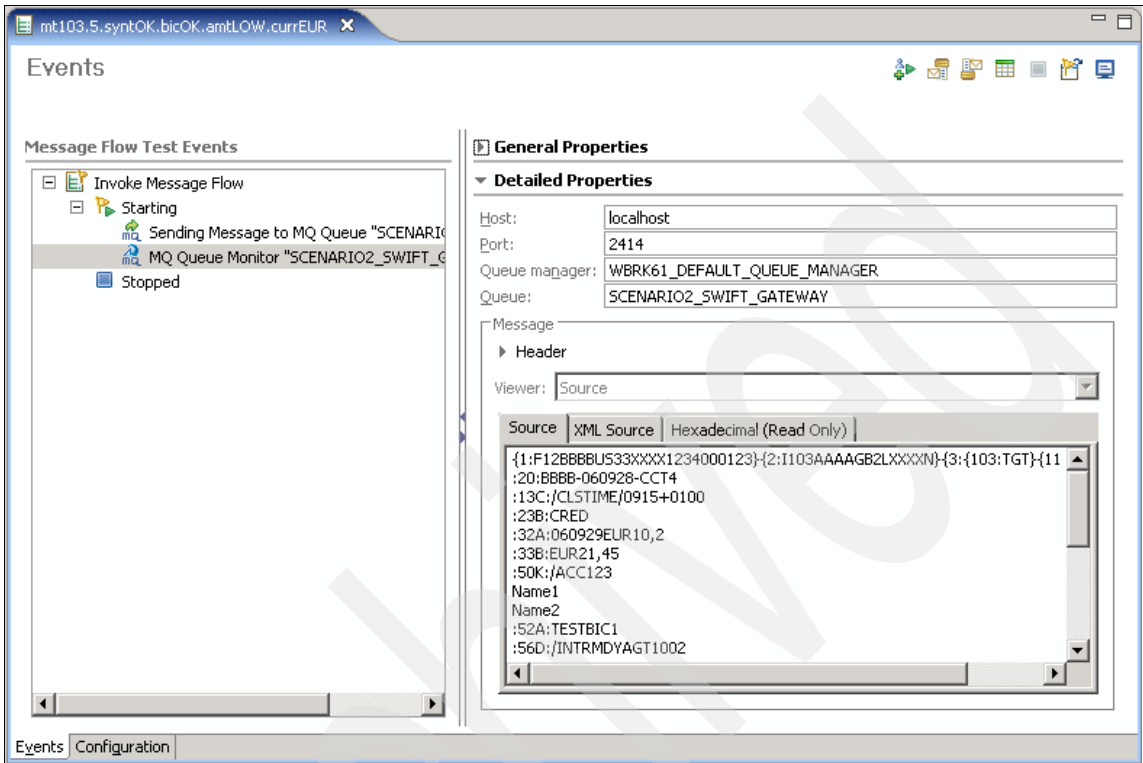 mt103.5.syntOK.bicOK.amtLOW.currEUR
Events
Message Flow Test Events
Invoke Message Flow
Starting
Sending Message to MQ Queue "SCENARI
MQ Queue Monitor "SCENARIO2_SWIFT_G
Stopped
General Properties
Detailed Properties
Host: localhost
Port: 2414
Queue manager: WBRK61_DEFAULT_QUEUE_MANAGER
Queue: SCENARIO2_SWIFT_GATEWAY
Message
Header
Viewer: Source
Source XML Source Hexadecimal (Read Only)
{1:F12BBBBUS33XXXX1234000123}-{2:I103AAAAGB2LXXXXN}-{3:{103:TGT}-{11
:20:BBBB-060928-CCT4
:13C:/CLSTIME/0915+0100
:23B:CRED
:32A:060929EUR10,2
:33B:EUR21,45
:50K:/ACC123
Name1
Name2
:52A:TESTBIC1
:56D:/INTRMDYAGT1002
Events Configuration